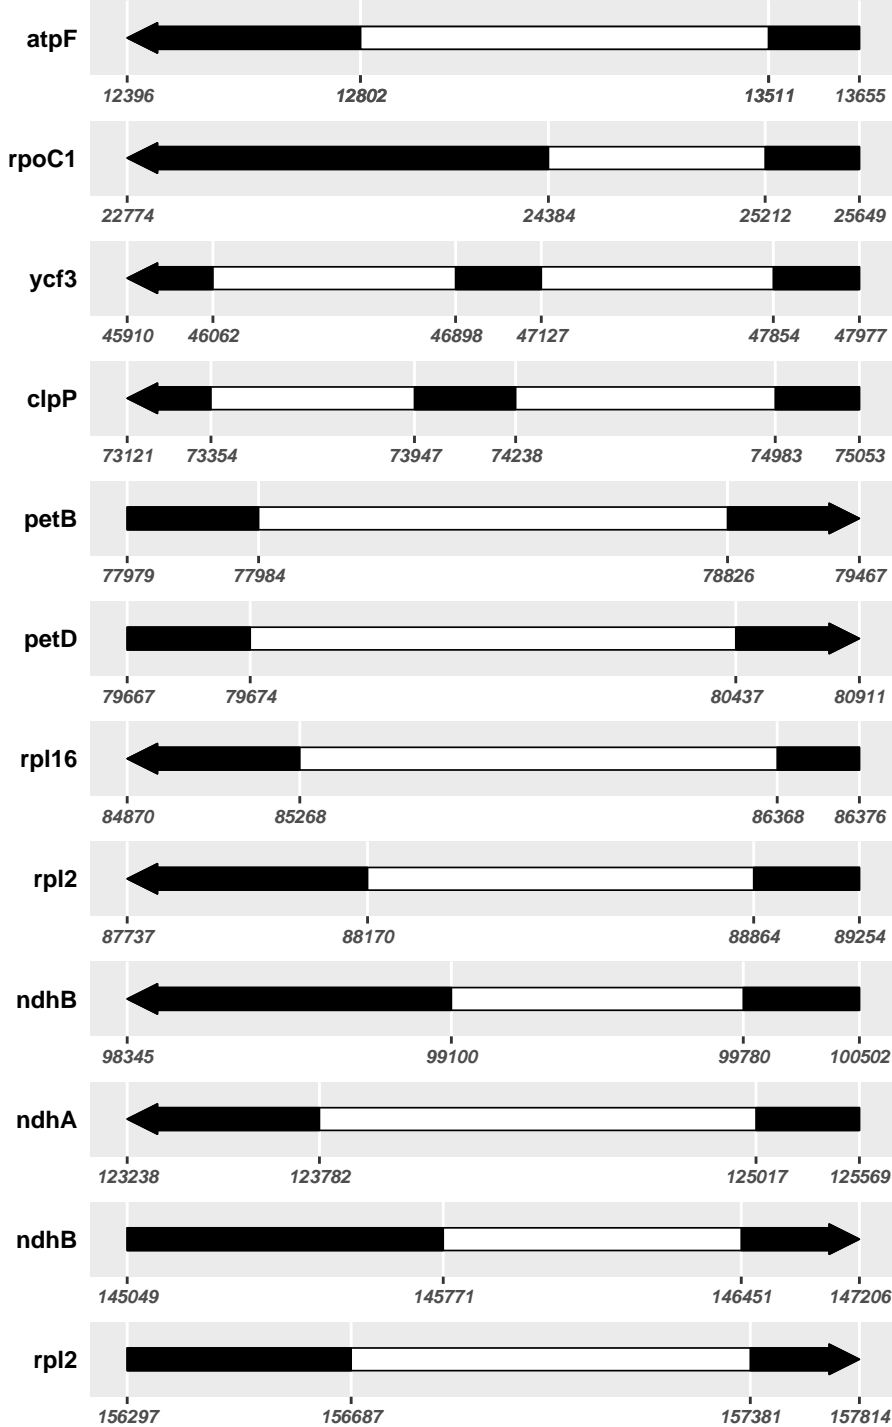 atpF
12396 12802 13511 13655
rpoC1
22774 24384 25212 25649
ycf3
45910 46062 46898 47127 47854 47977
clpP
73121 73354 73947 74238 74983 75053
petB
77979 77984 78826 79467
petD
79667 79674 80437 80911
rpl16
84870 85268 86368 86376
rpl2
87737 88170 88864 89254
ndhB
98345 99100 99780 100502
ndhA
123238 123782 125017 125569
ndhB
145049 145771 146451 147206
rpl2
156297 156687 157381 157814